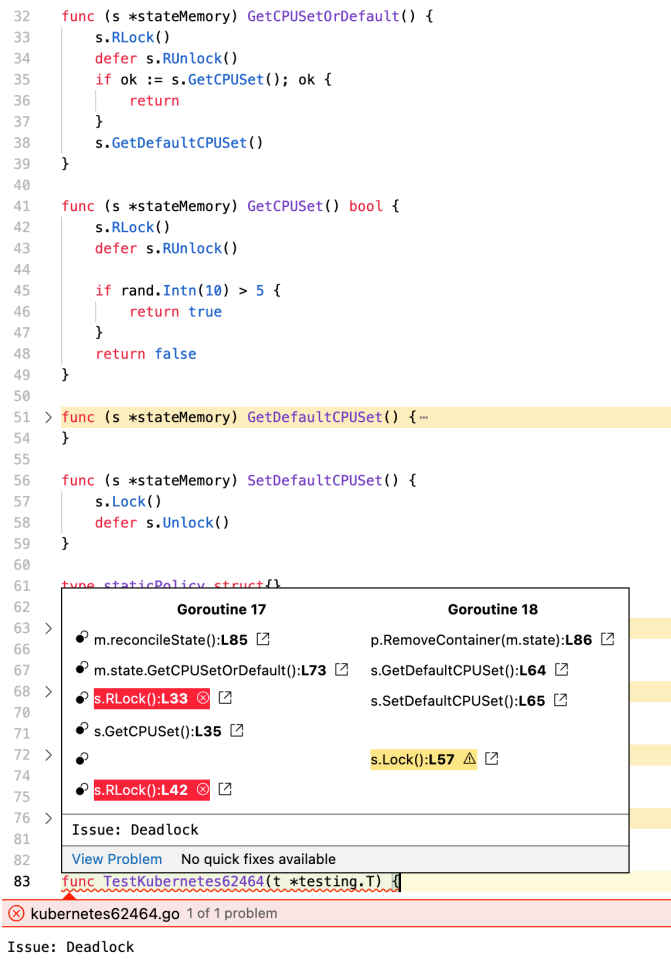 32 func (s *stateMemory) GetCPUSetOrDefault() {
33 s.RLock()
34 defer s.RUnlock()
35 if ok := s.GetCPUSet(); ok {
36 return
37 }
38 s.GetDefaultCPUSet()
39 }
40
41 func (s *stateMemory) GetCPUSet() bool {
42 s.RLock()
43 defer s.RUnlock()
44
45 if rand.Intn(10) > 5 {
46 return true
47 }
48 return false
49 }
50
51 > func (s *stateMemory) GetDefaultCPUSet() {⋯
54 }
55
56 func (s *stateMemory) SetDefaultCPUSet() {
57 s.Lock()
58 defer s.Unlock()
59 }
60
61 type staticPolicy struct{}
62
63
66
67
68
70
71
72
74
75
76
81
82
Goroutine 17 Goroutine 18
m.reconcileState():L85 p.RemoveContainer(m.state):L86
m.state.GetCPUSetOrDefault():L73 s.GetDefaultCPUSet():L64
s.RLock():L33 s.SetDefaultCPUSet():L65
s.GetCPUSet():L35
s.Lock():L57
s.RLock():L42
Issue: Deadlock
View Problem No quick fixes available
83 func TestKubernetes62464(t *testing.T) {
kubernetes62464.go 1 of 1 problem
Issue: Deadlock